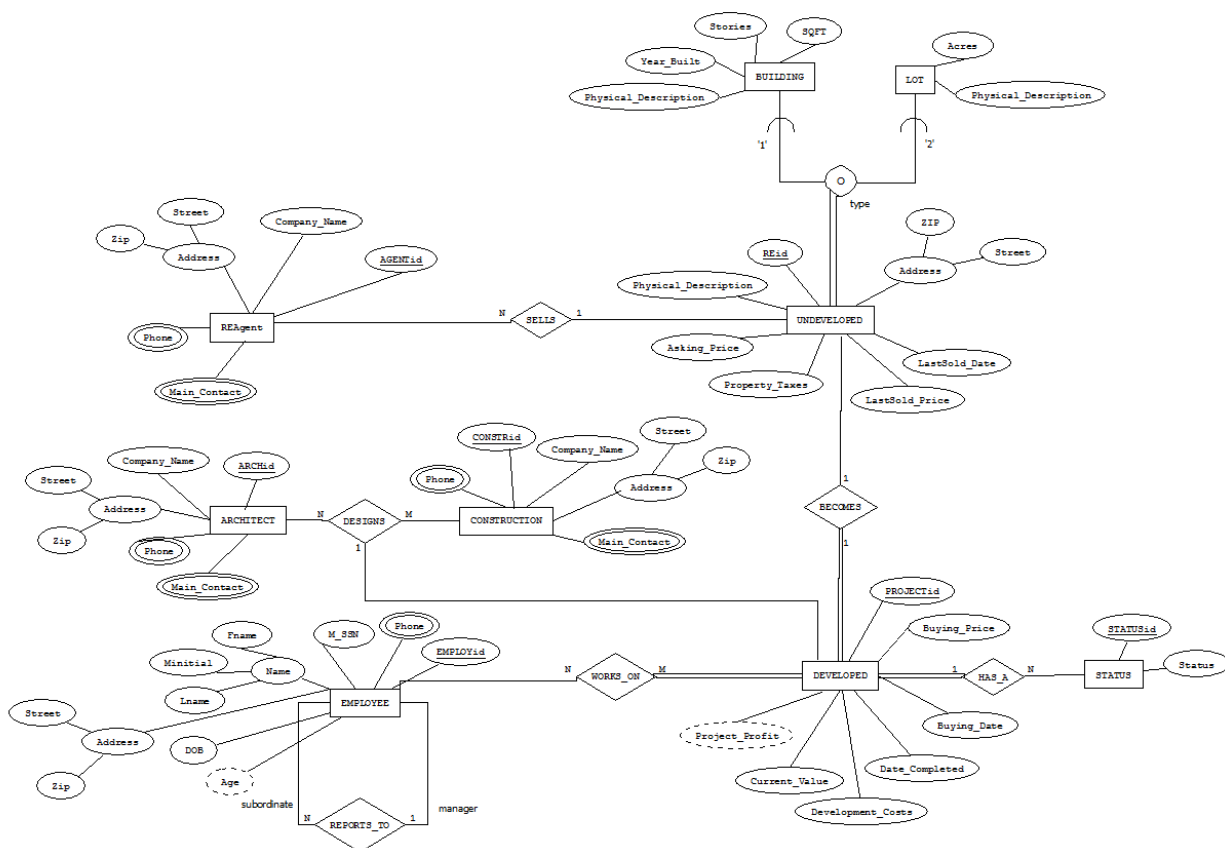 Stories
SQFT
Year_Built
BUILDING
Physical_Description
Acres
LOT
Physical_Description
'1'
'2'
O
type
Street
Zip
Address
Company_Name
AGENTid
REAgent
Phone
Main_Contact
N
SELLS
1
ZIP
REid
Address
Street
Physical_Description
UNDEVELOPED
Asking_Price
Property_Taxes
LastSold_Date
LastSold_Price
Company_Name
ARCHid
Street
Address
Zip
ARCHITECT
Phone
Main_Contact
N
DESIGNS
M
1
CONSTRid
Company_Name
Street
Phone
Address
Zip
CONSTRUCTION
Main_Contact
1
BECOMES
1
Fname
M_SSN
Phone
EMPLOYid
Minitial
Name
Lname
Street
Address
Zip
EMPLOYEE
DOB
Age
subordinate
manager
N
REPORTS_TO
1
N
WORKS_ON
M
PROJECTid
Buying_Price
DEVELOPED
1
HAS_A
N
STATUSid
Status
STATUS
Project_Profit
Buying_Date
Current_Value
Date_Completed
Development_Costs